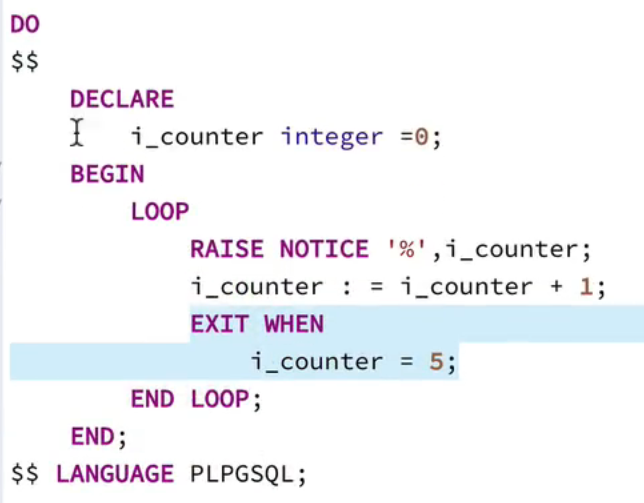 DO
$$
DECLARE
i_counter integer =0;
BEGIN
LOOP
RAISE NOTICE '%',i_counter;
i_counter : = i_counter + 1;
EXIT WHEN
i_counter = 5;
END LOOP;
END;
$$ LANGUAGE PLPGSQL;